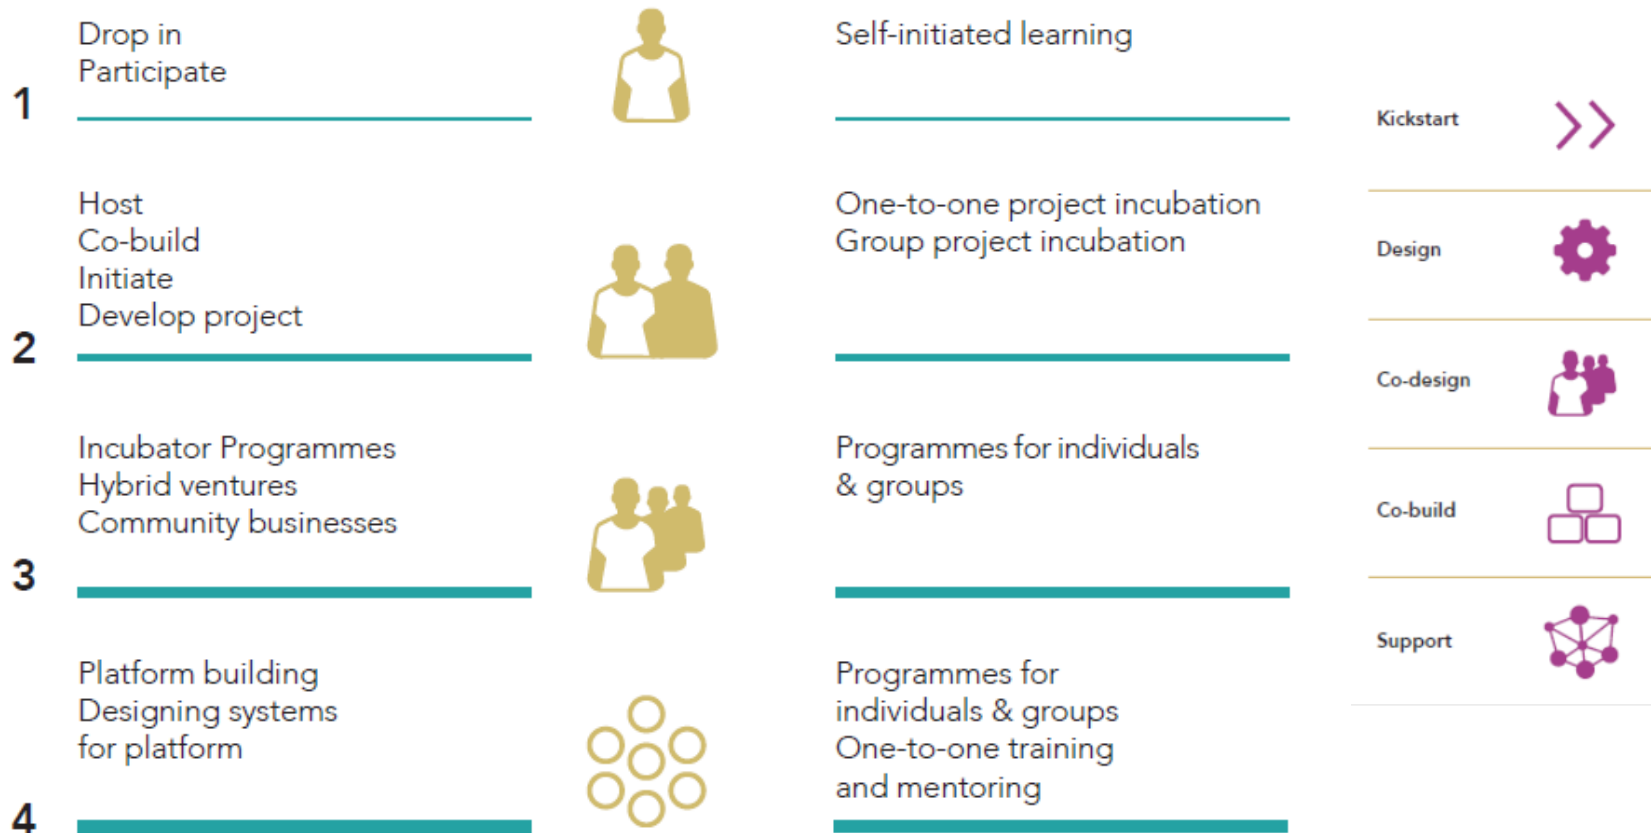 Drop in
Participate
1
Self-initiated learning
Host
Co-build
Initiate
Develop project
2
One-to-one project incubation
Group project incubation
Incubator Programmes
Hybrid ventures
Community businesses
3
Programmes for individuals
& groups
Platform building
Designing systems
for platform
4
Programmes for
individuals & groups
One-to-one training
and mentoring
Kickstart
Design
Co-design
Co-build
Support